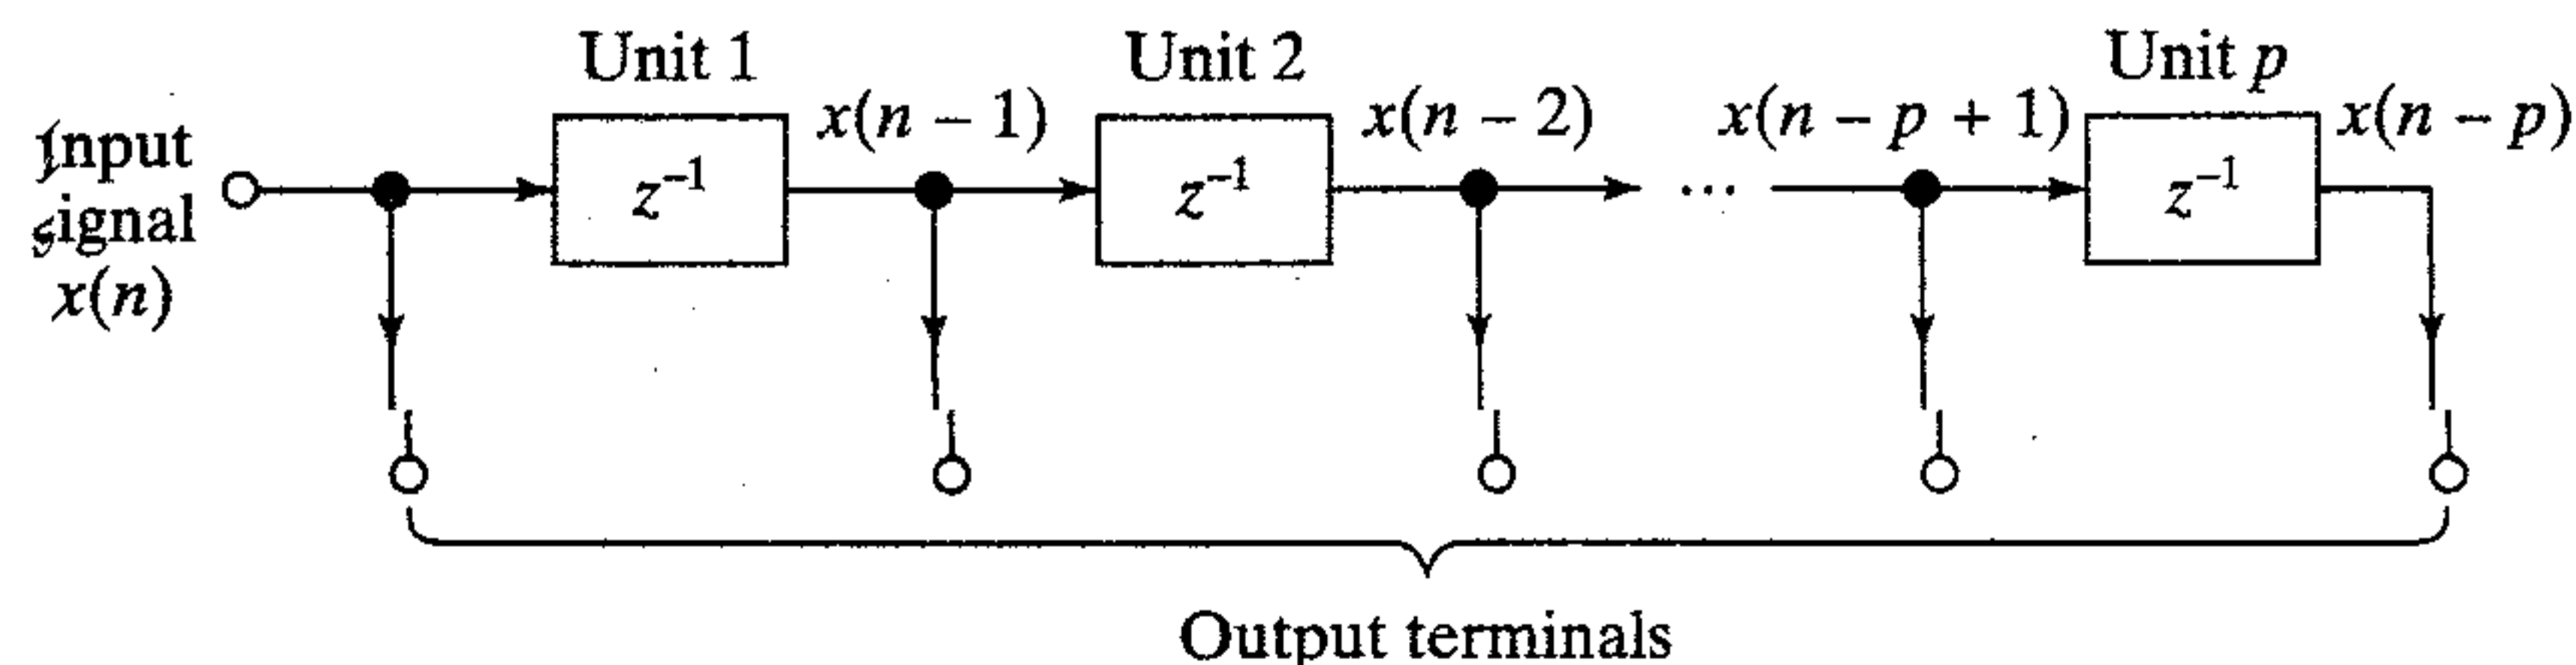 Unit 1
Unit 2
Unit p
Input
signal
x(n)
z⁻¹
x(n – 1)
z⁻¹
x(n – 2)
...
x(n – p + 1)
z⁻¹
x(n – p)
Output terminals